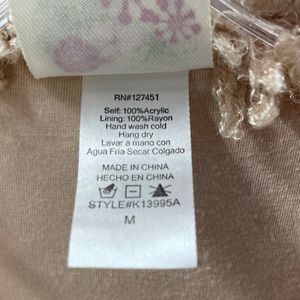 RN#127451
Self: 100%Acrylic
Lining: 100%Rayon
Hand wash cold
Hang dry
Lavar a mano con
Agua Fria Secar Colgado
MADE IN CHINA
HECHO EN CHINA
STYLE#K13995A
M